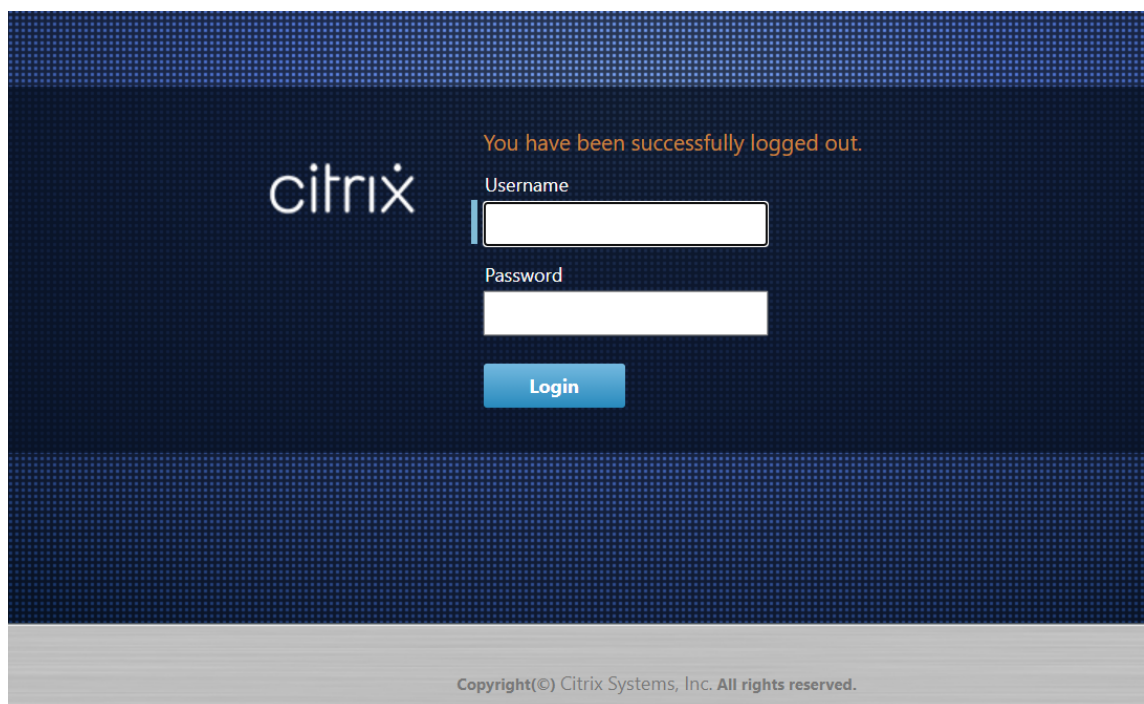 You have been successfully logged out.
citrix
Username
Password
Login
Copyright(©) Citrix Systems, Inc. All rights reserved.